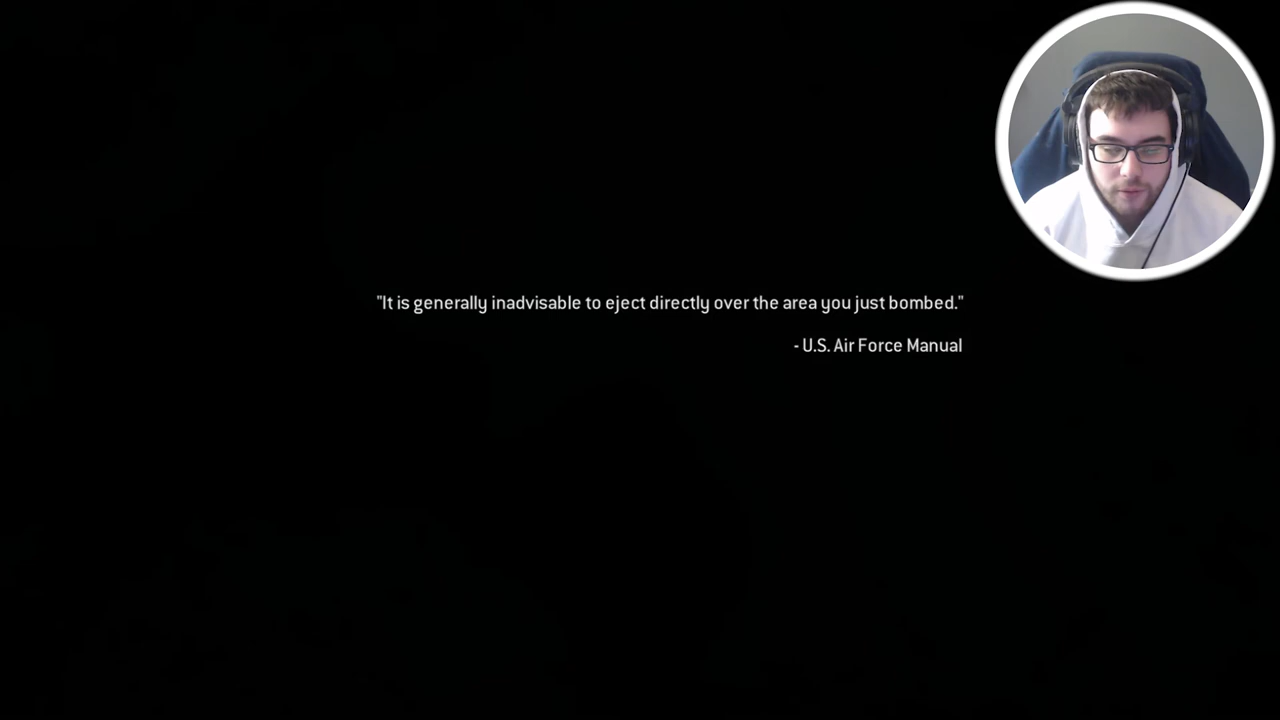 "It is generally inadvisable to eject directly over the area you just bombed."
- U.S. Air Force Manual